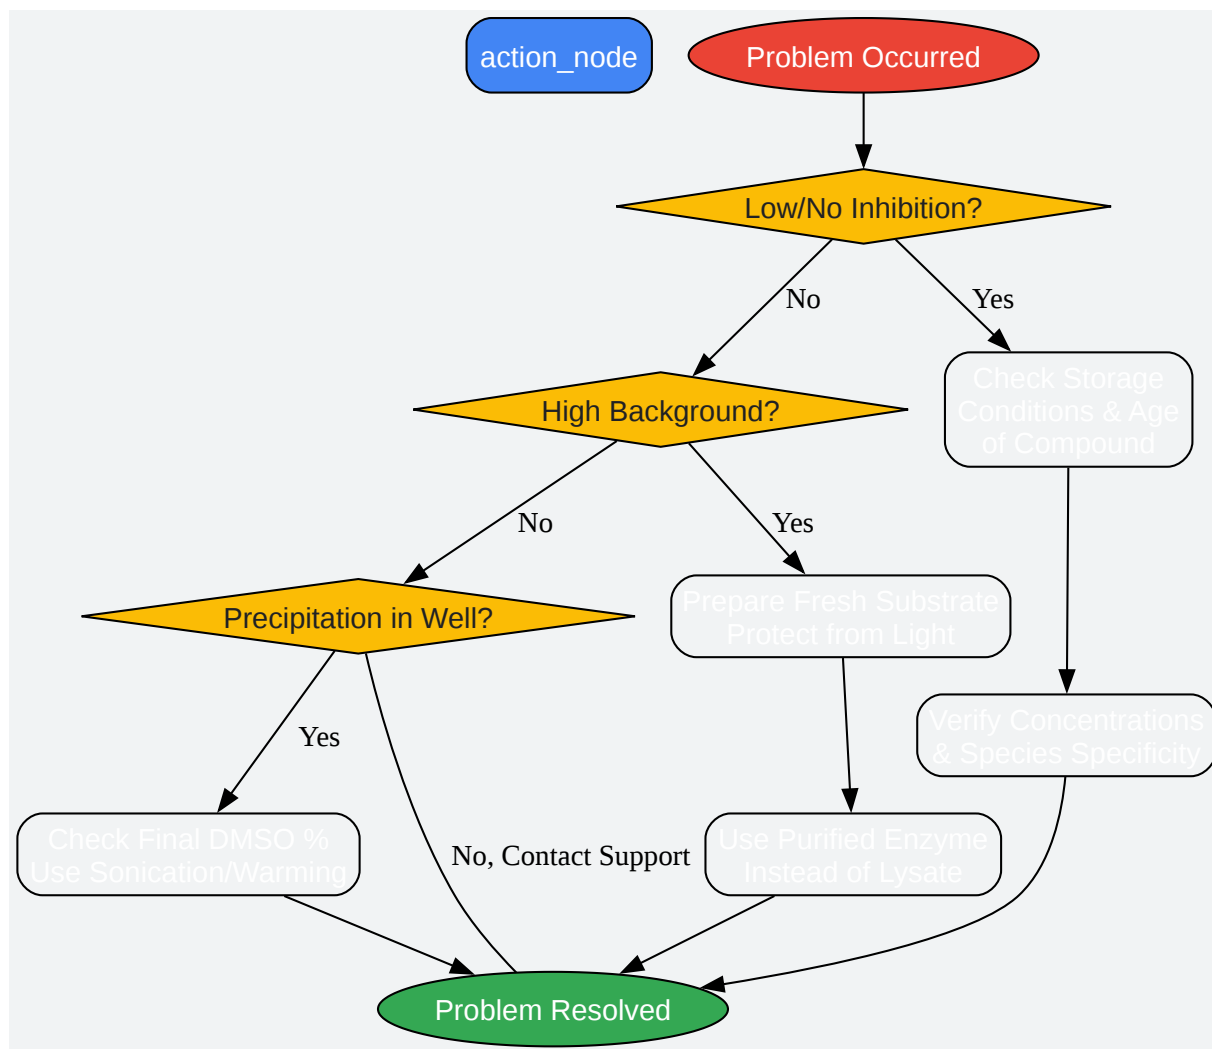 action_node
Problem Occurred
Low/No Inhibition?
No
Yes
Check Storage
Conditions & Age
of Compound
High Background?
No
Yes
Precipitation in Well?
Prepare Fresh Substrate
Protect from Light
Verify Concentrations
& Species Specificity
Yes
Check Final DMSO %
Use Sonication/Warming
No, Contact Support
Use Purified Enzyme
Instead of Lysate
Problem Resolved